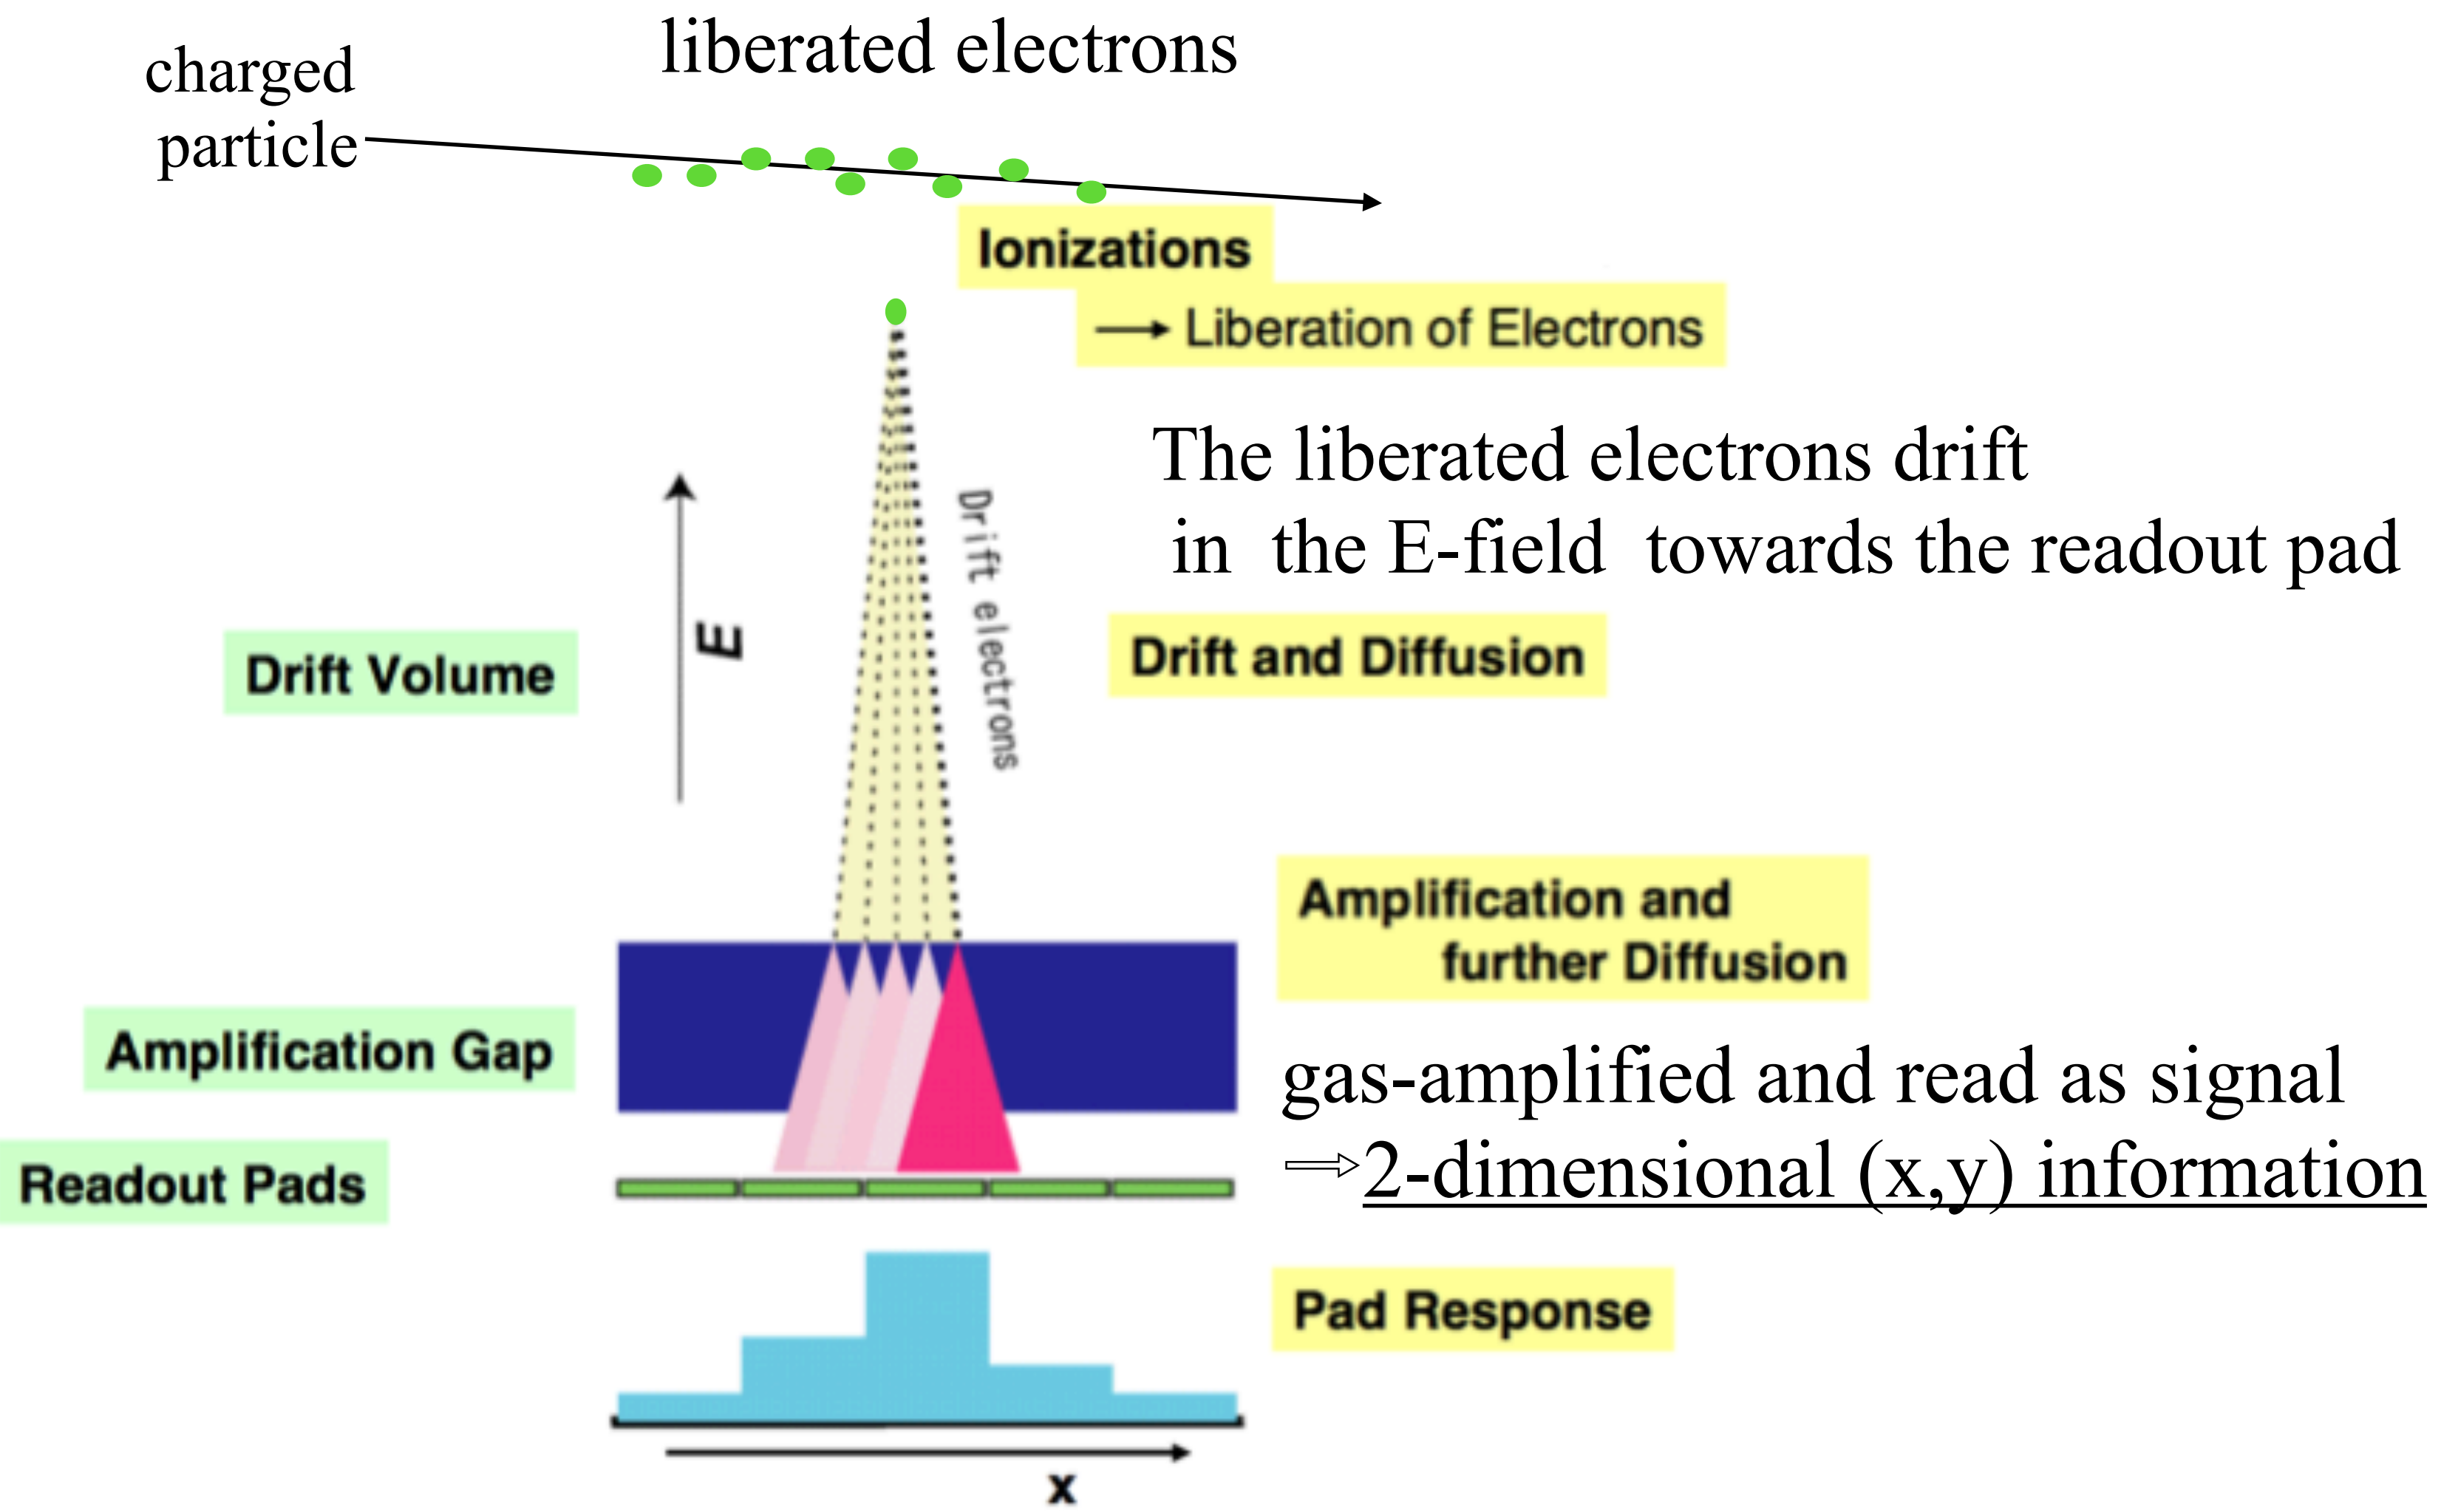 liberated electrons
charged
particle
Ionizations
→ Liberation of Electrons
The liberated electrons drift
in the E-field towards the readout pad
E
Drift electrons
Drift Volume
Drift and Diffusion
Amplification and
further Diffusion
Amplification Gap
gas-amplified and read as signal
⇒2-dimensional (x,y) information
Readout Pads
Pad Response
x